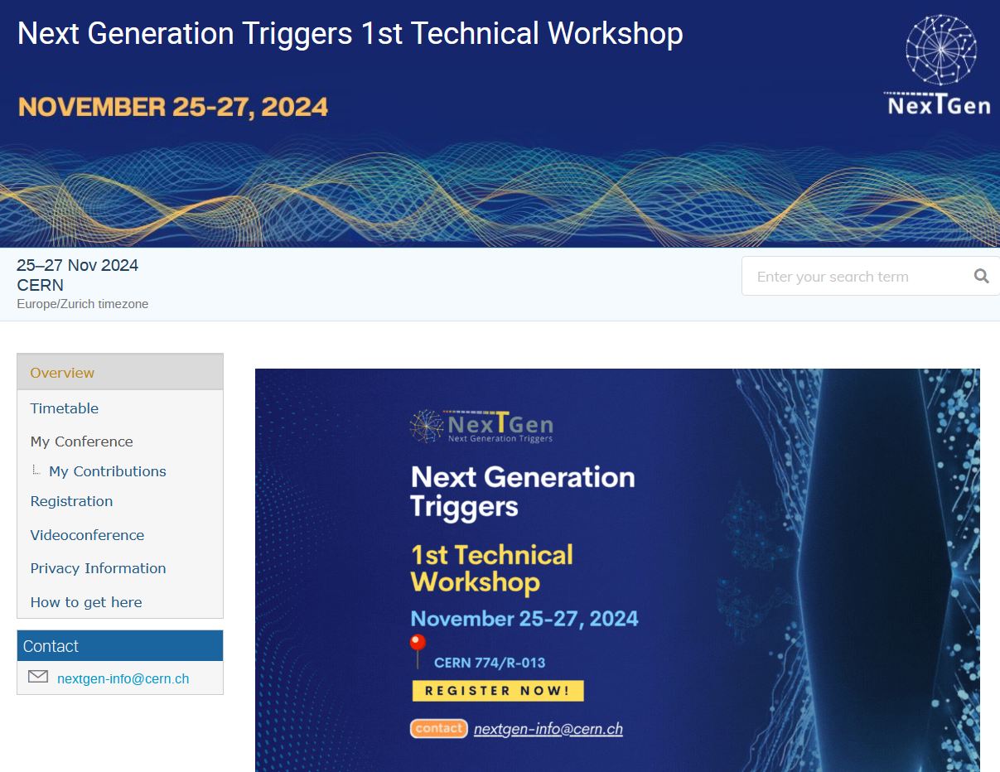 Next Generation Triggers 1st Technical Workshop
NOVEMBER 25-27, 2024
NexTGen
25–27 Nov 2024
CERN
Europe/Zurich timezone
Enter your search term
Overview
Timetable
My Conference
My Contributions
Registration
Videoconference
Privacy Information
How to get here
Contact
nextgen-info@cern.ch
NexTGen
Next Generation Triggers
Next Generation
Triggers
1st Technical
Workshop
November 25-27, 2024
CERN 774/R-013
REGISTER NOW!
contact nextgen-info@cern.ch